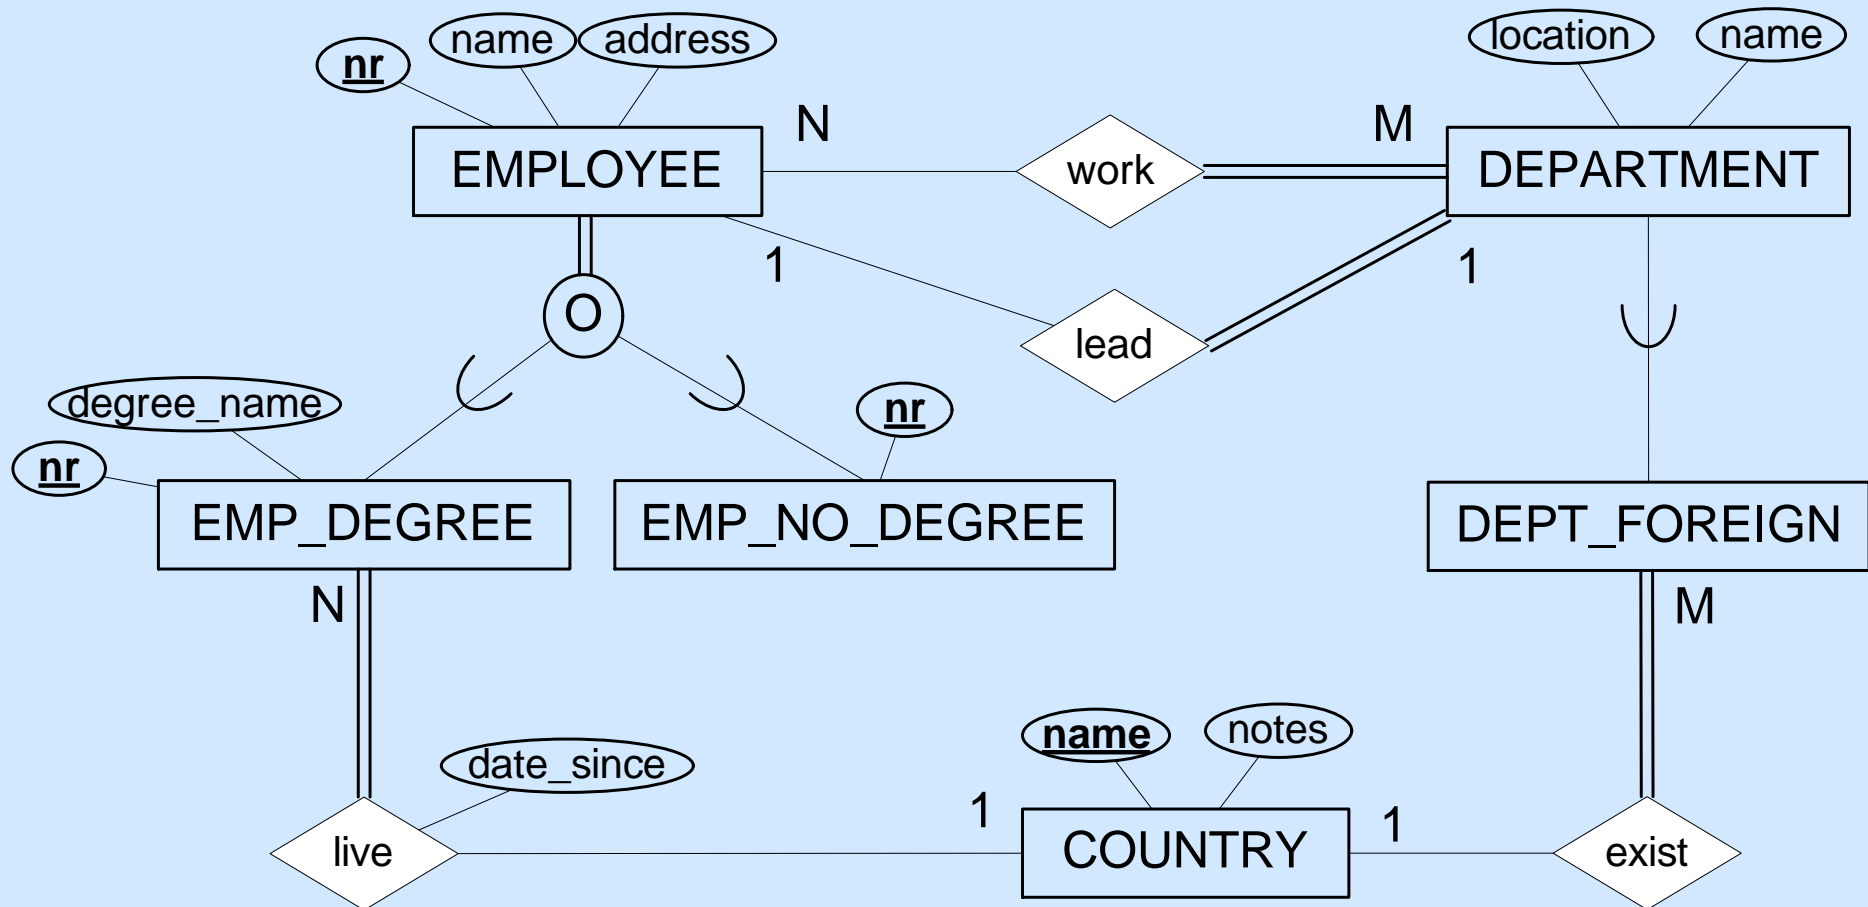 name
address
location
name
nr
N
M
EMPLOYEE
work
DEPARTMENT
1
1
O
lead
degree_name
nr
nr
EMP_DEGREE
EMP_NO_DEGREE
DEPT_FOREIGN
N
M
name
notes
date_since
1
1
live
COUNTRY
exist